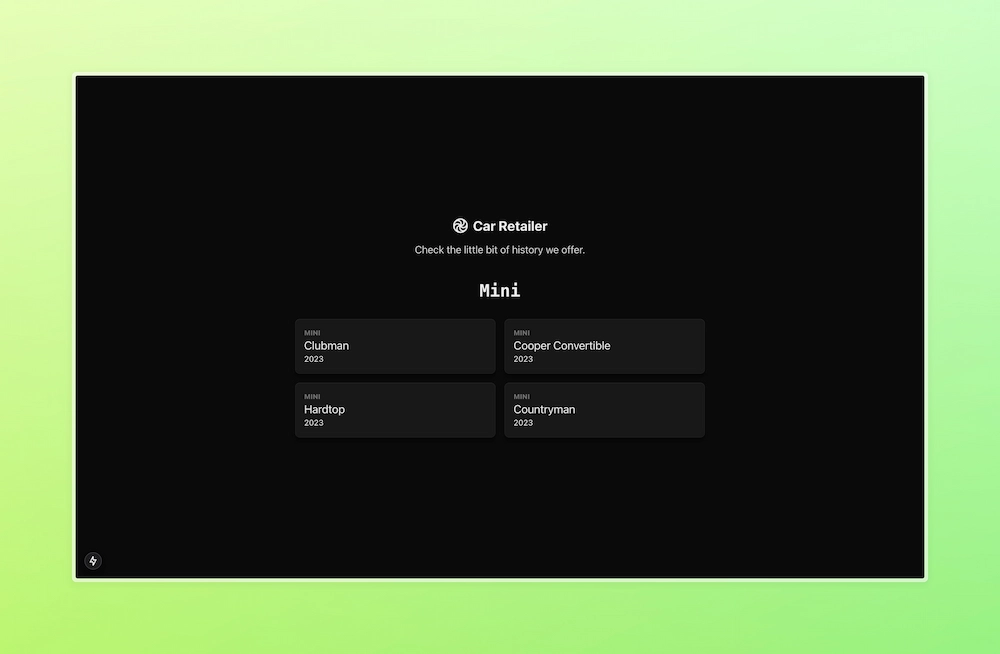 Car Retailer
Check the little bit of history we offer.
Mini
MINI
Clubman
2023
MINI
Cooper Convertible
2023
MINI
Hardtop
2023
MINI
Countryman
2023